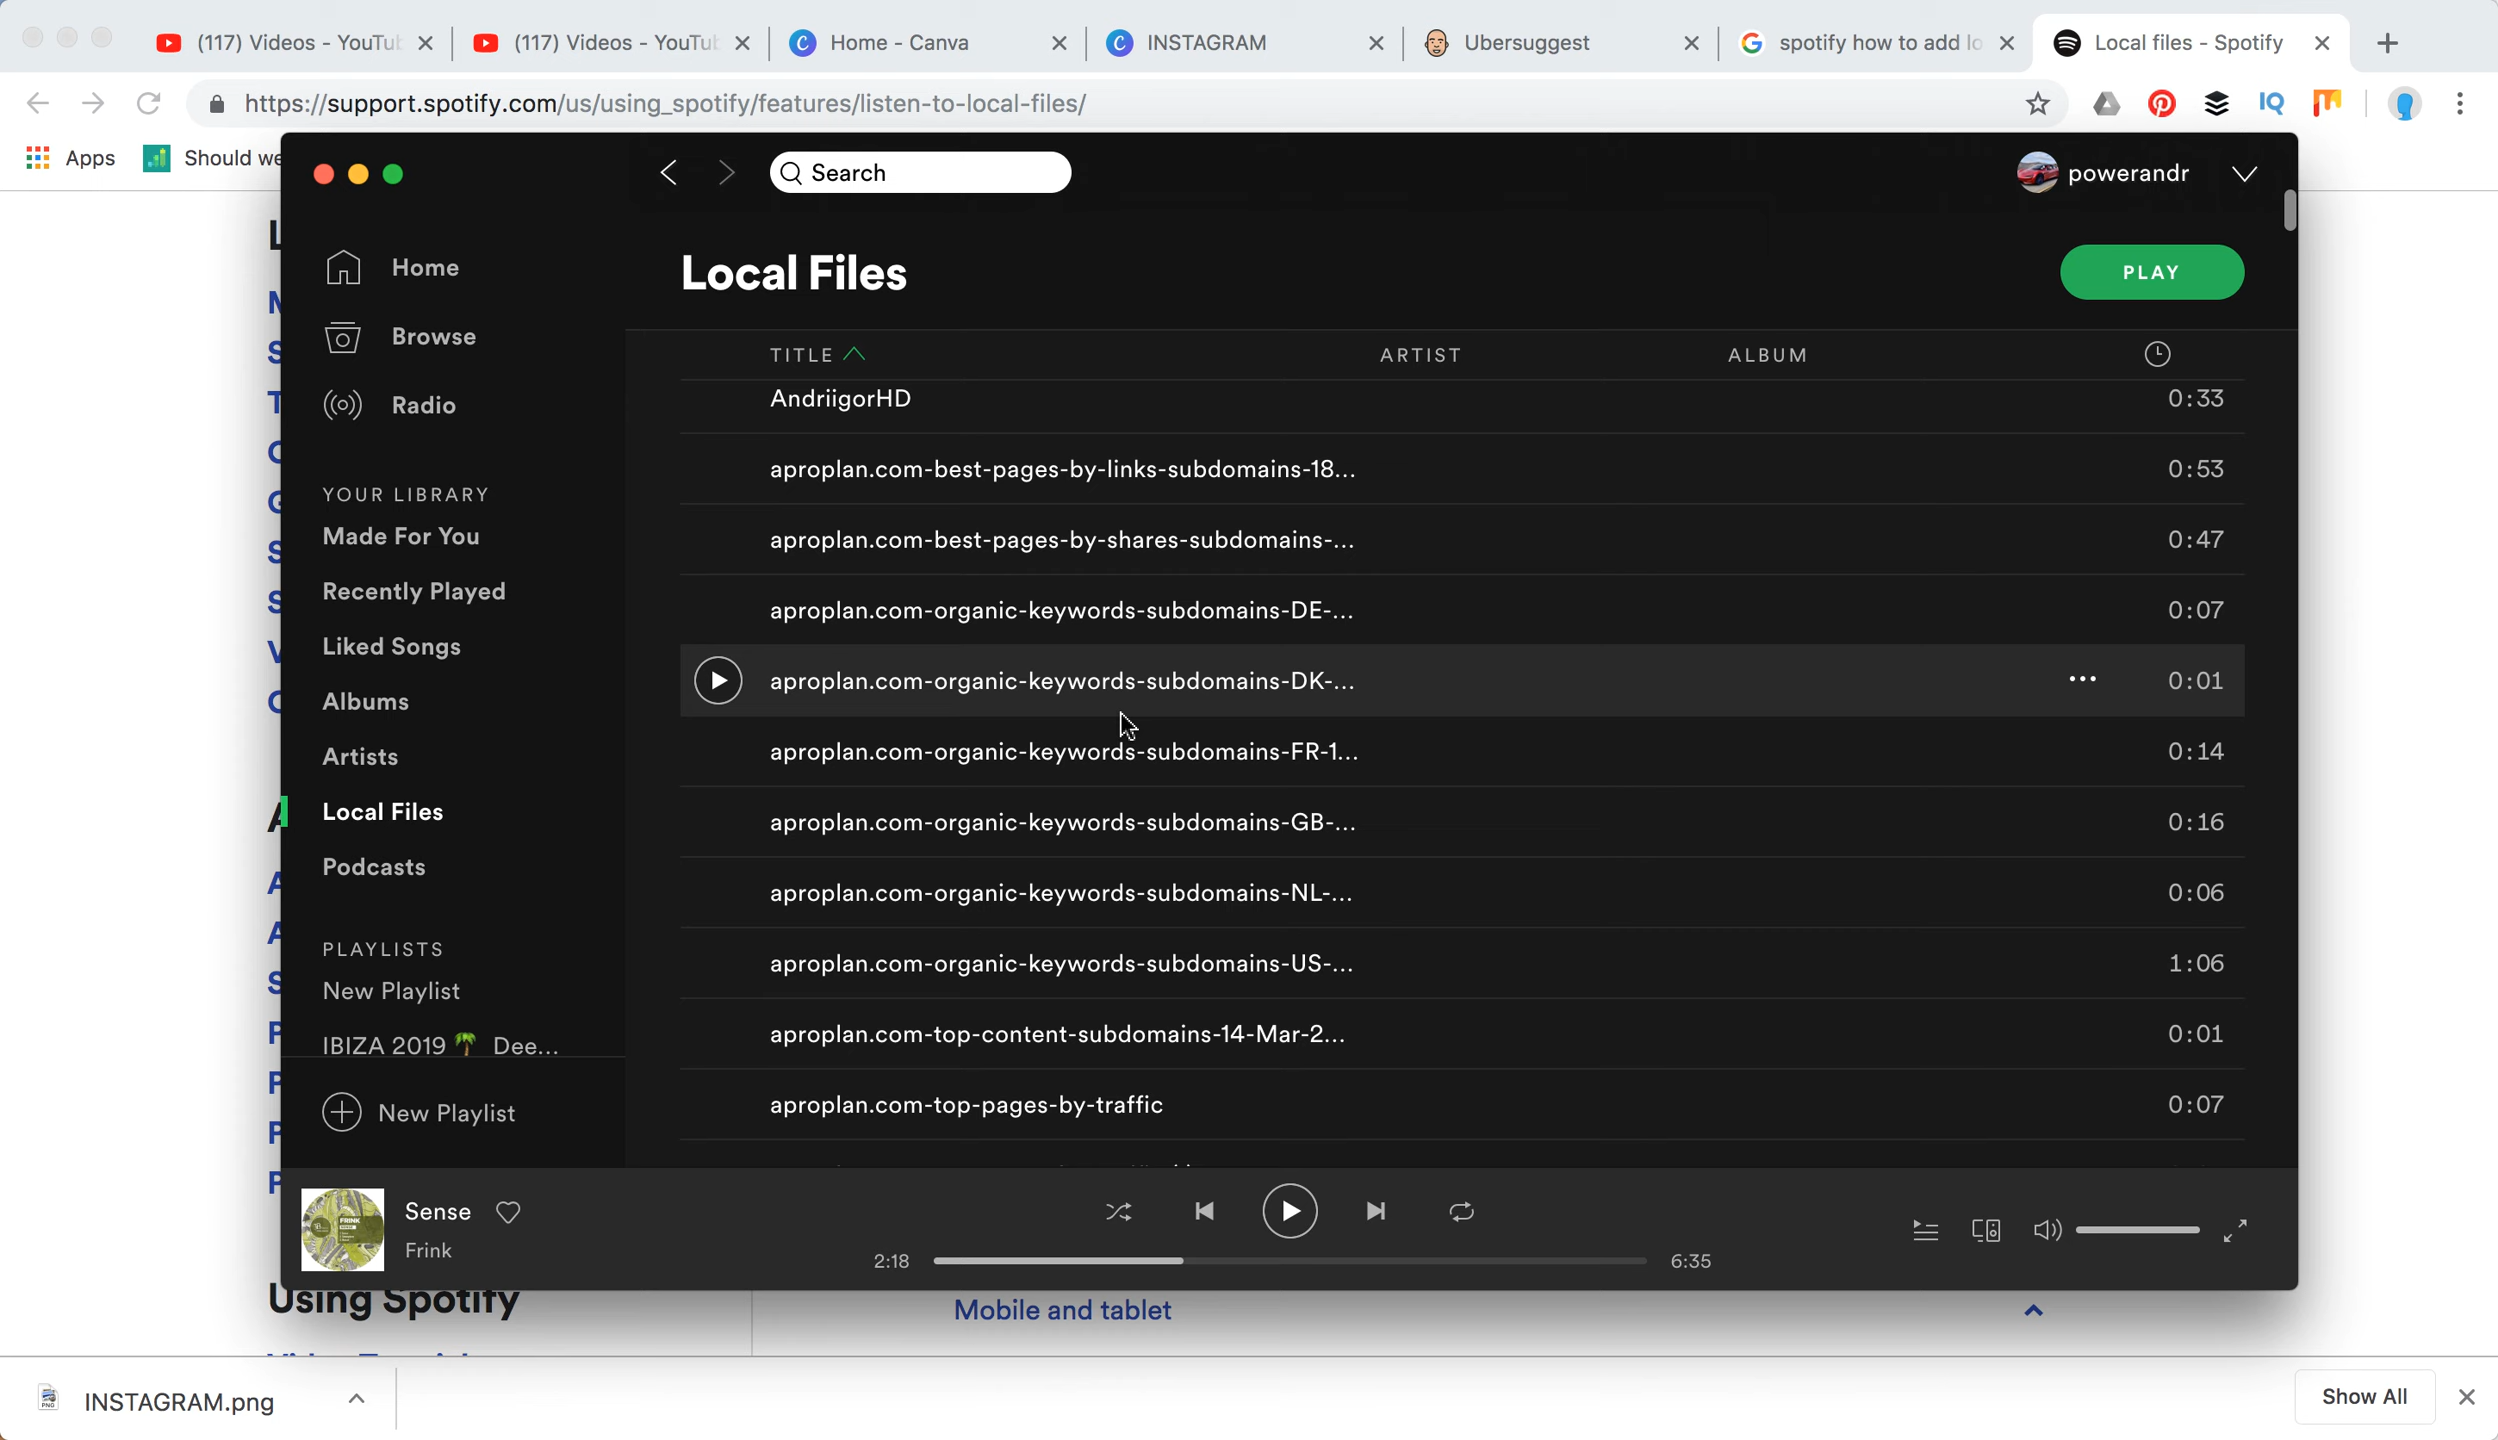 (117) Videos - YouTu
(117) Videos - YouTu
Home - Canva
INSTAGRAM
Ubersuggest
spotify how to add lo
Local files - Spotify
https://support.spotify.com/us/using_spotify/features/listen-to-local-files/
IQ
Apps
Should we
Search
powerandr
Home
Browse
Radio
YOUR LIBRARY
Made For You
Recently Played
Liked Songs
Albums
Artists
Local Files
Podcasts
PLAYLISTS
New Playlist
IBIZA 2019 🌴 Dee...
New Playlist
Local Files
PLAY
TITLE ARTIST ALBUM
AndriigorHD 0:33
aproplan.com-best-pages-by-links-subdomains-18... 0:53
aproplan.com-best-pages-by-shares-subdomains-... 0:47
aproplan.com-organic-keywords-subdomains-DE-... 0:07
aproplan.com-organic-keywords-subdomains-DK-... 0:01
aproplan.com-organic-keywords-subdomains-FR-1... 0:14
aproplan.com-organic-keywords-subdomains-GB-... 0:16
aproplan.com-organic-keywords-subdomains-NL-... 0:06
aproplan.com-organic-keywords-subdomains-US-... 1:06
aproplan.com-top-content-subdomains-14-Mar-2... 0:01
aproplan.com-top-pages-by-traffic 0:07
FRINK
Sense
Frink
2:18
6:35
Using Spotify
Mobile and tablet
INSTAGRAM.png
Show All